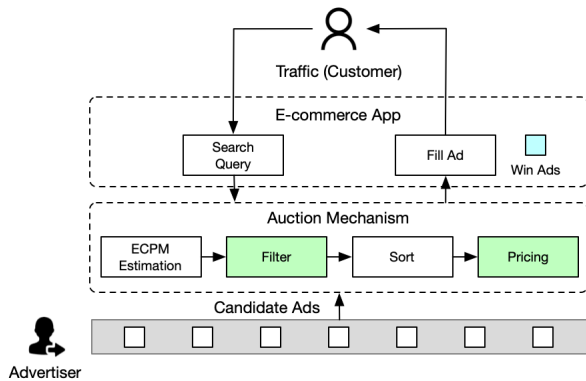 Traffic (Customer)
E-commerce App
Search
Query
Fill Ad
Win Ads
Auction Mechanism
ECPM
Estimation
Filter
Sort
Pricing
Candidate Ads
Advertiser